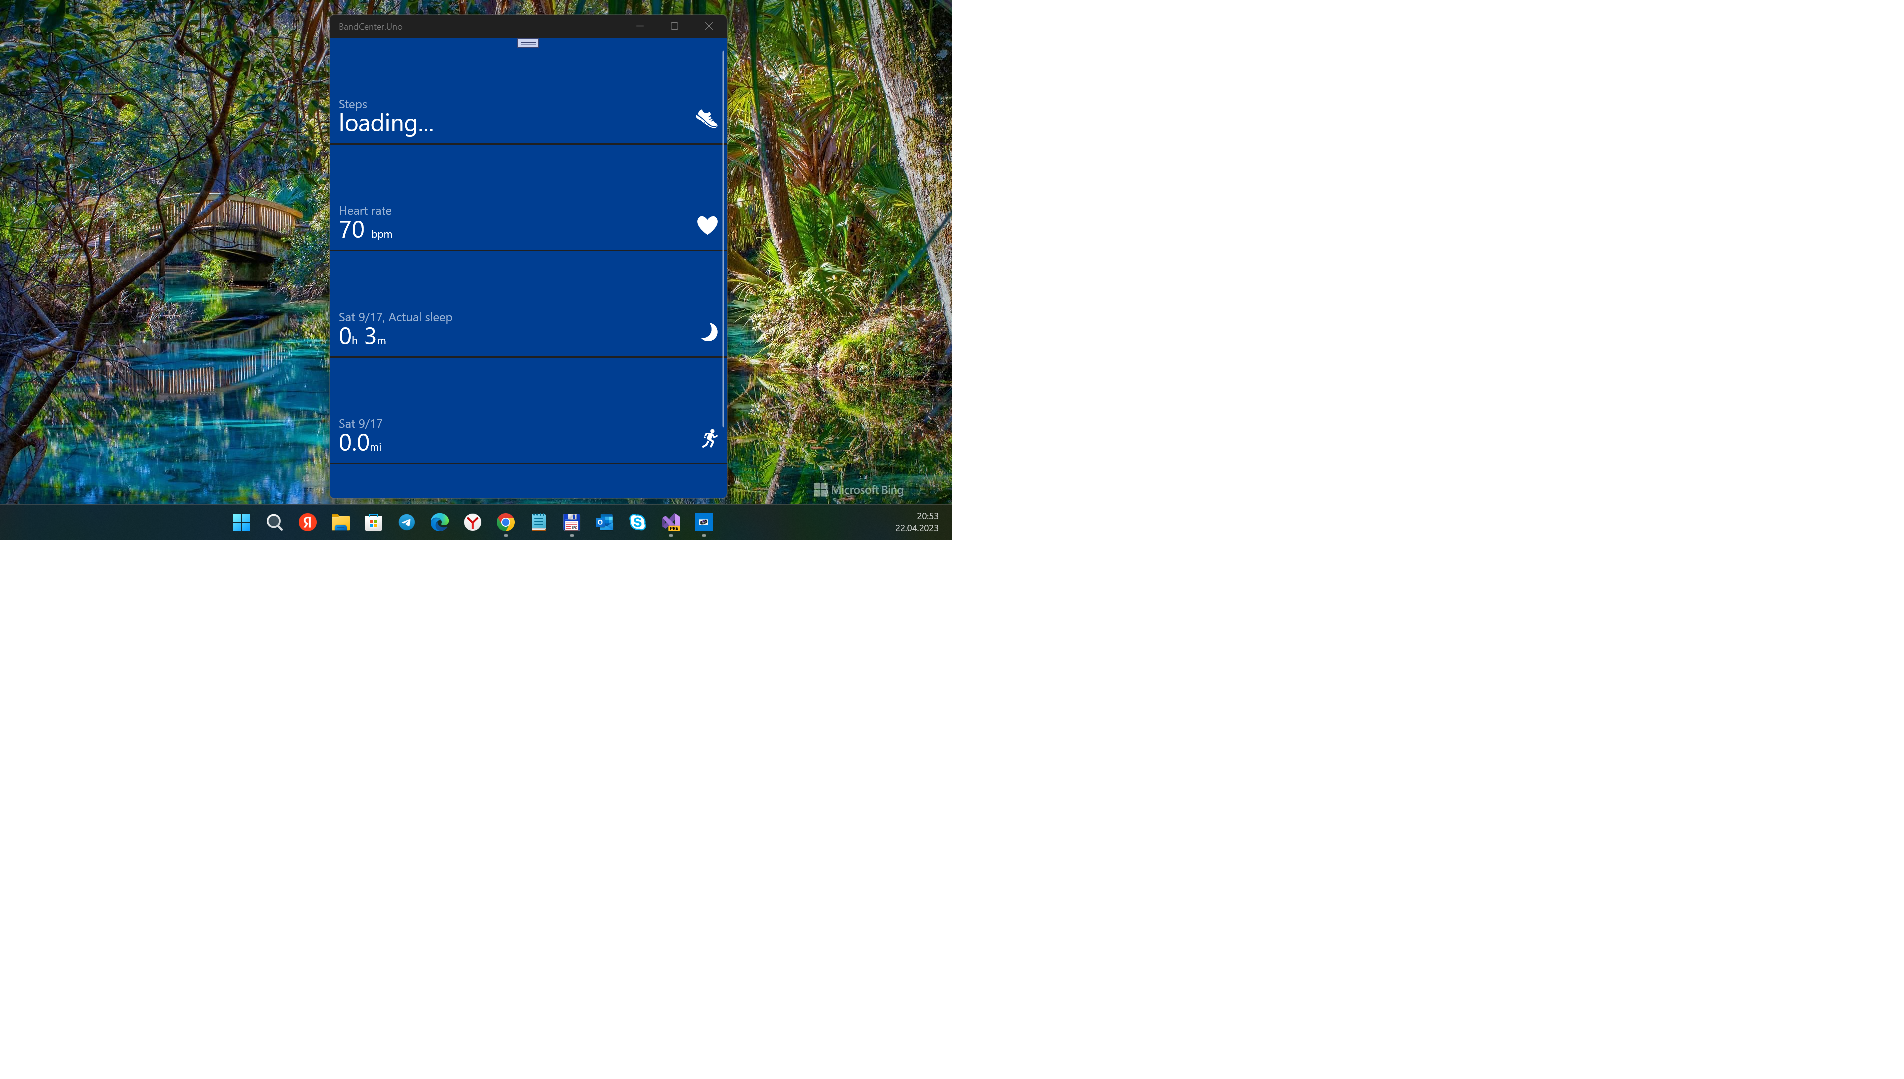 BandCenter.Uno
Steps
loading...
Heart rate
70 bpm
Sat 9/17, Actual sleep
0h 3m
Sat 9/17
0.0mi
Microsoft Bing
20:53
22.04.2023